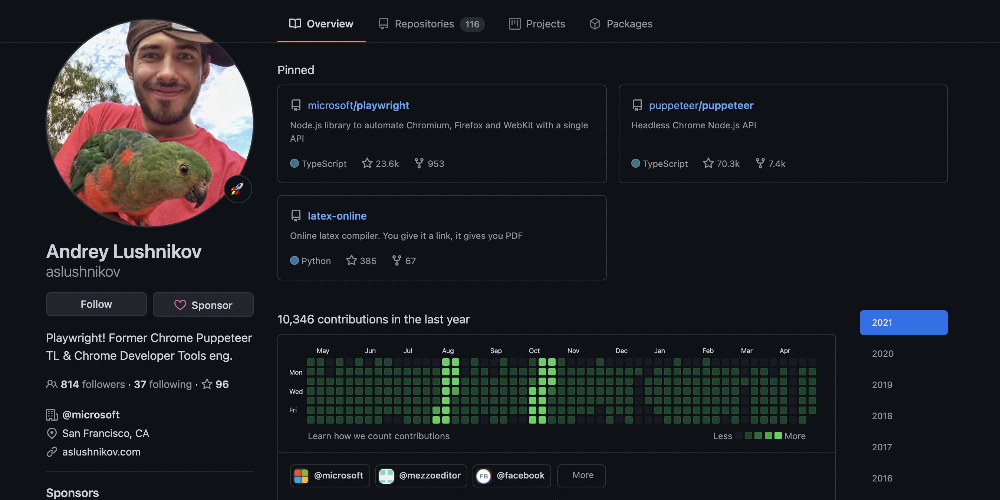 Overview
Repositories 116
Projects
Packages
Andrey Lushnikov
aslushnikov
Follow
Sponsor
Playwright! Former Chrome Puppeteer
TL & Chrome Developer Tools eng.
814 followers · 37 following · 96
@microsoft
San Francisco, CA
aslushnikov.com
Sponsors
Pinned
microsoft/playwright
Node.js library to automate Chromium, Firefox and WebKit with a single
API
TypeScript 23.6k 953
puppeteer/puppeteer
Headless Chrome Node.js API
TypeScript 70.3k 7.4k
latex-online
Online latex compiler. You give it a link, it gives you PDF
Python 385 67
10,346 contributions in the last year
May Jun Jul Aug Sep Oct Nov Dec Jan Feb Mar Apr
Mon
Wed
Fri
Learn how we count contributions
Less More
@microsoft
@mezzoeditor
FB @facebook
More
2021
2020
2019
2018
2017
2016